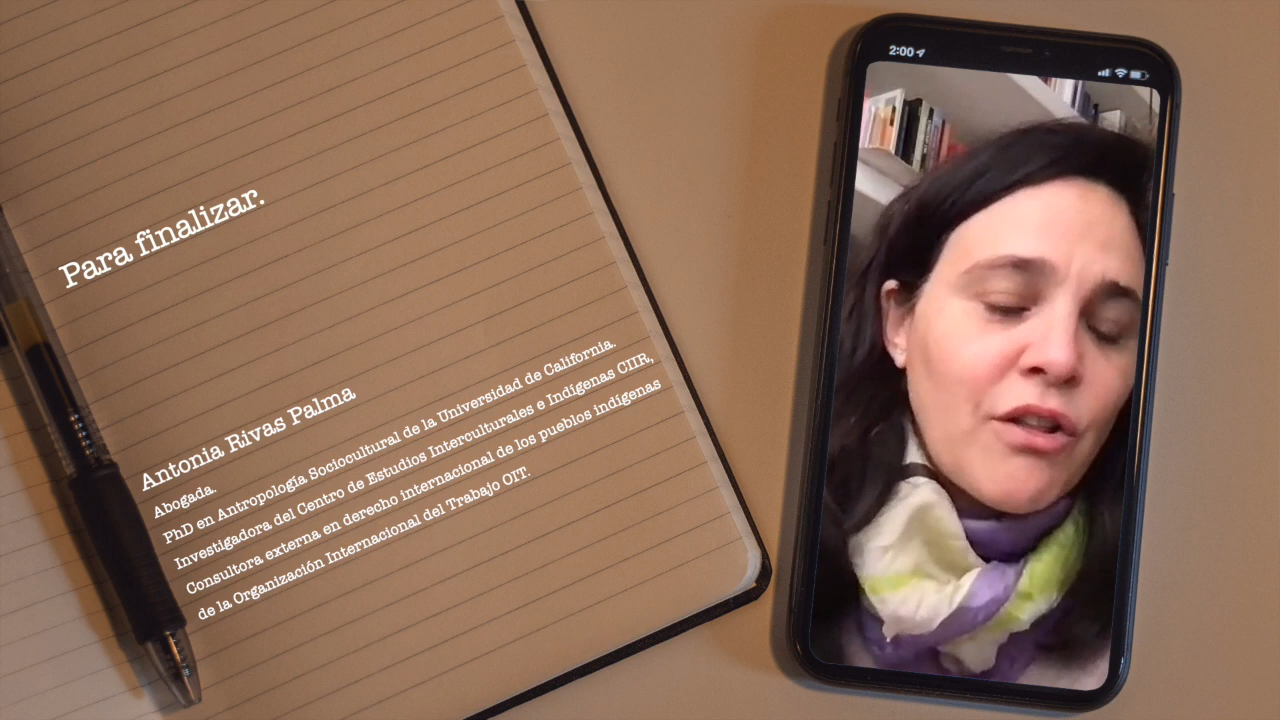 Para finalizar.
Antonia Rivas Palma
Abogada.
PhD en Antropología Sociocultural de la Universidad de California.
Investigadora del Centro de Estudios Interculturales e Indígenas CIIR,
Consultora externa en derecho internacional de los pueblos indígenas
de la Organización Internacional del Trabajo OIT.
2:00